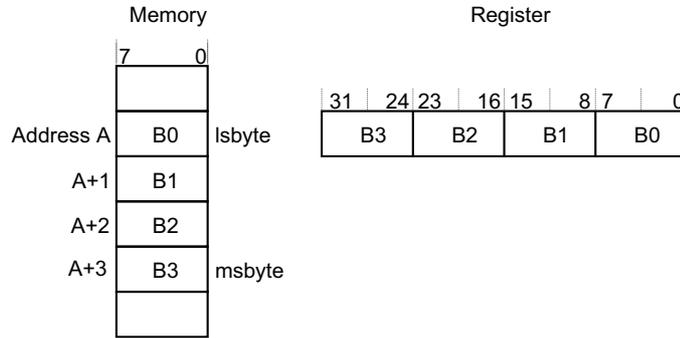 Memory
Register
7 0
31 24 23 16 15 8 7 0
Address A B0 lsbyte
B3 B2 B1 B0
A+1 B1
A+2 B2
A+3 B3 msbyte